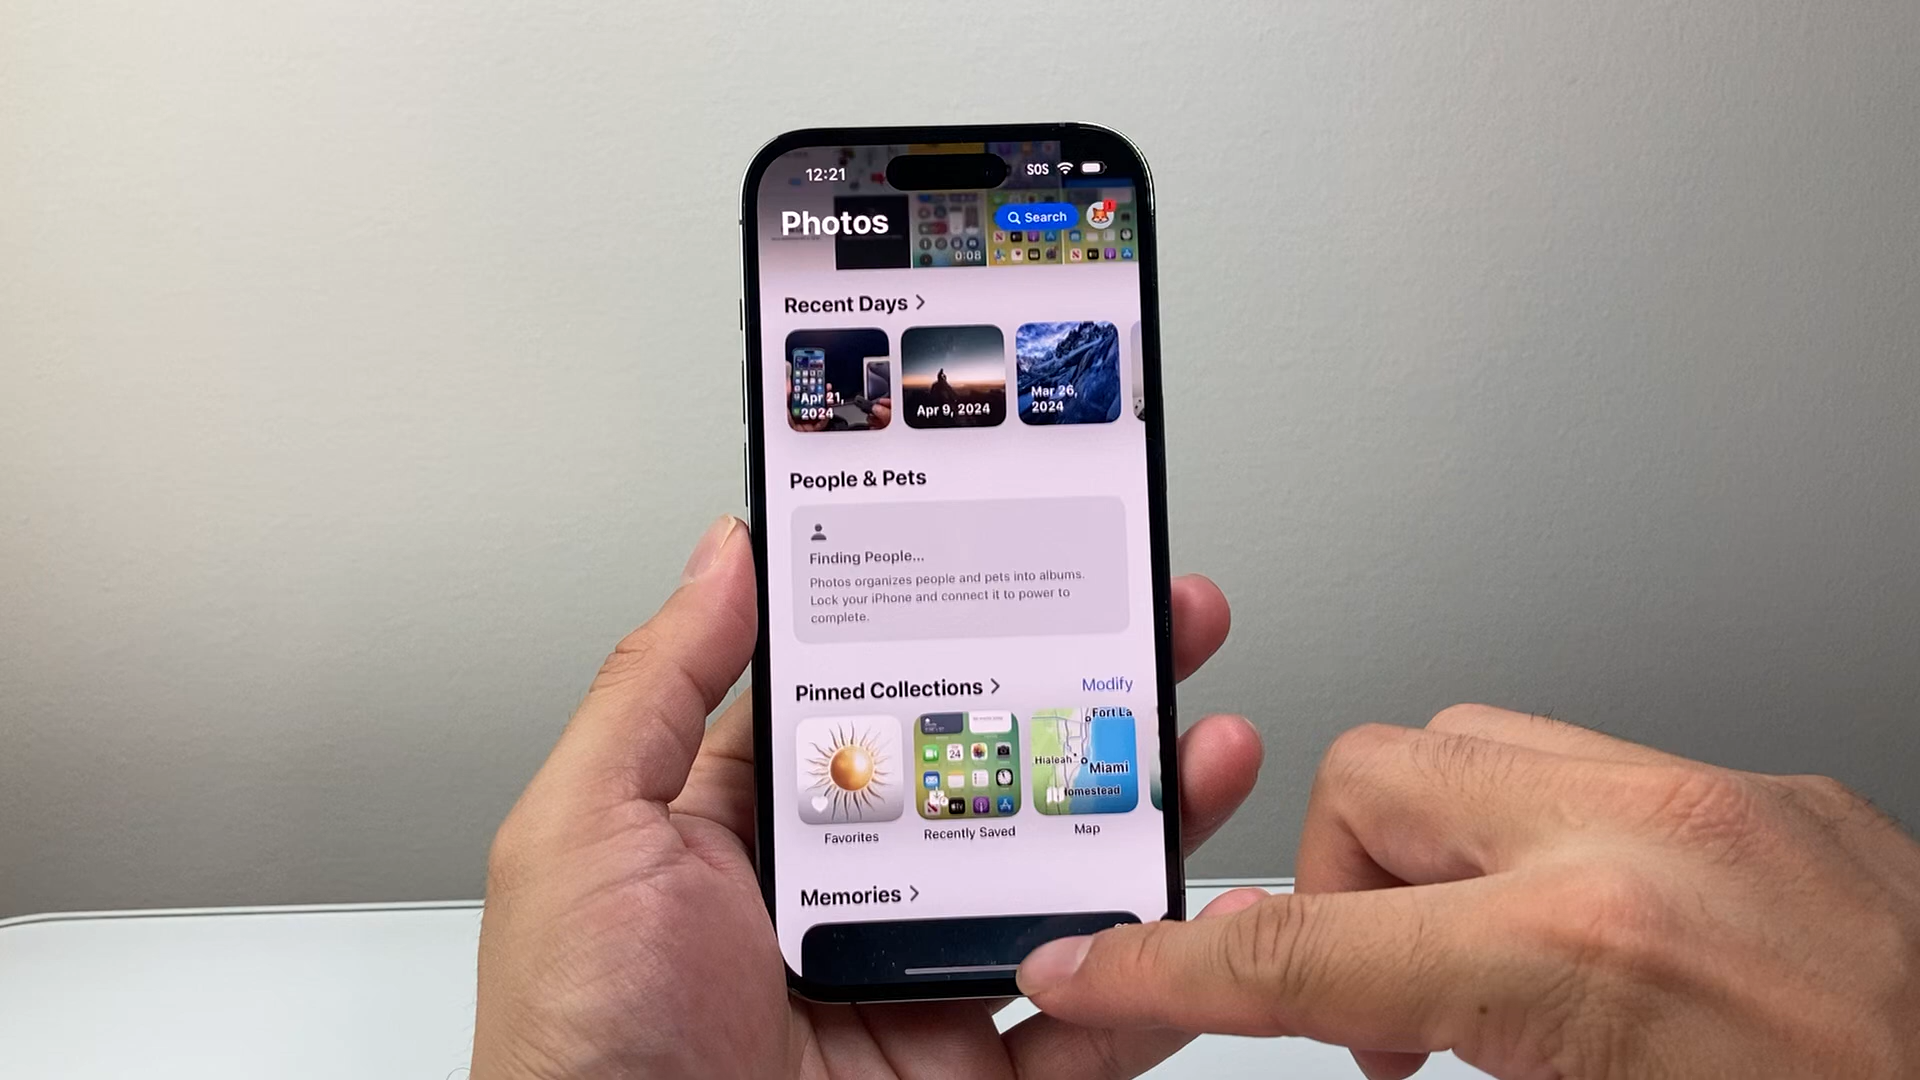 12:21
SOS
Photos
Search
0:08
Recent Days
Apr 21,
2024
Apr 9, 2024
Mar 26,
2024
People & Pets
Finding People...
Photos organizes people and pets into albums.
Lock your iPhone and connect it to power to
complete.
Pinned Collections
Modify
24
Fort La
Hialeah
Miami
Homestead
Favorites
Recently Saved
Map
Memories